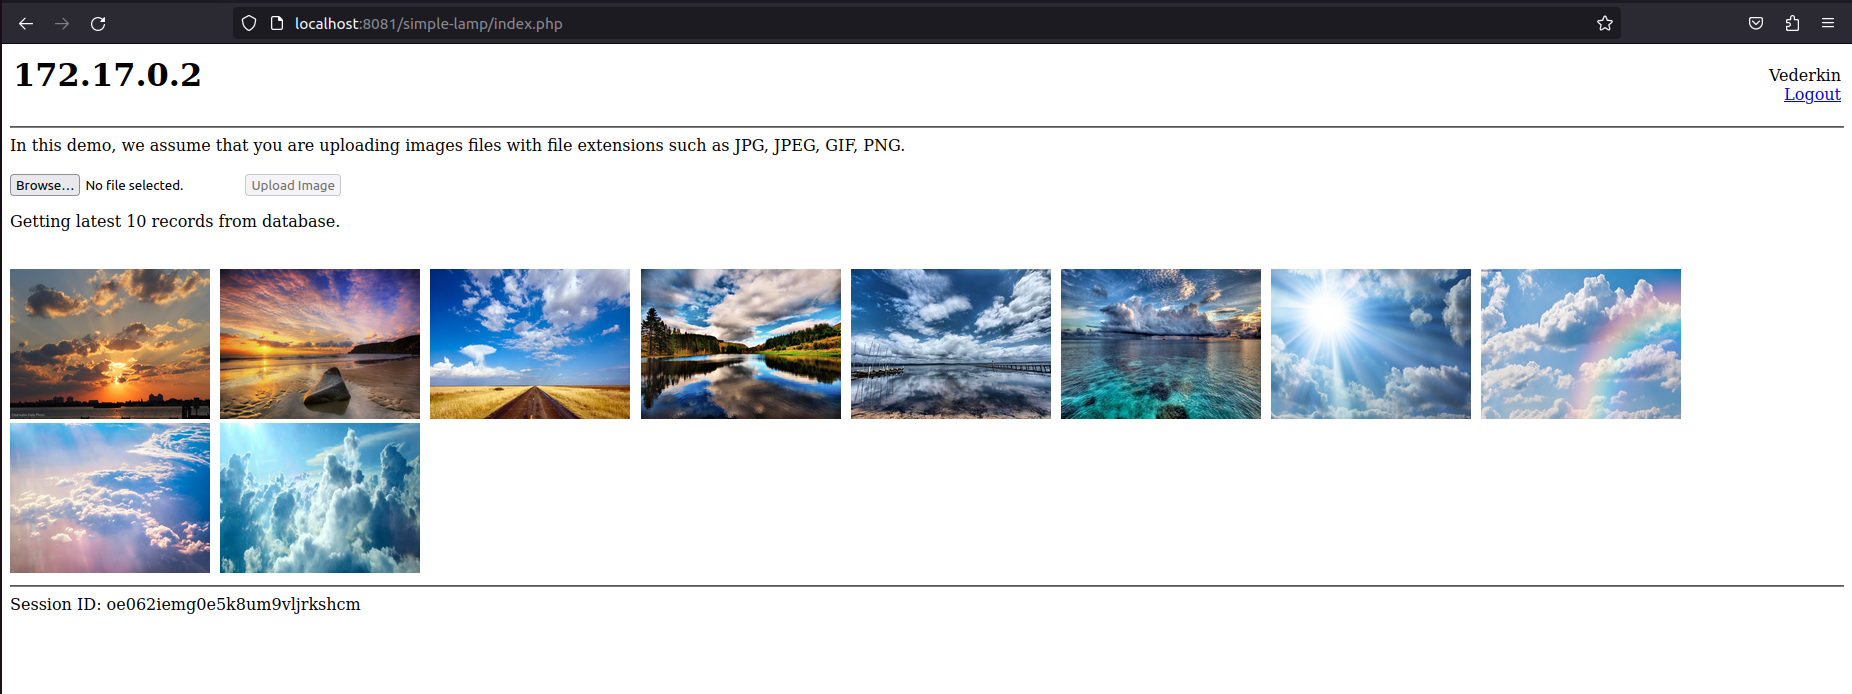 localhost:8081/simple-lamp/index.php
172.17.0.2
Vederkin
Logout
In this demo, we assume that you are uploading images files with file extensions such as JPG, JPEG, GIF, PNG.
Browse... No file selected. Upload Image
Getting latest 10 records from database.
Session ID: oe062iemg0e5k8um9vljrkshcm